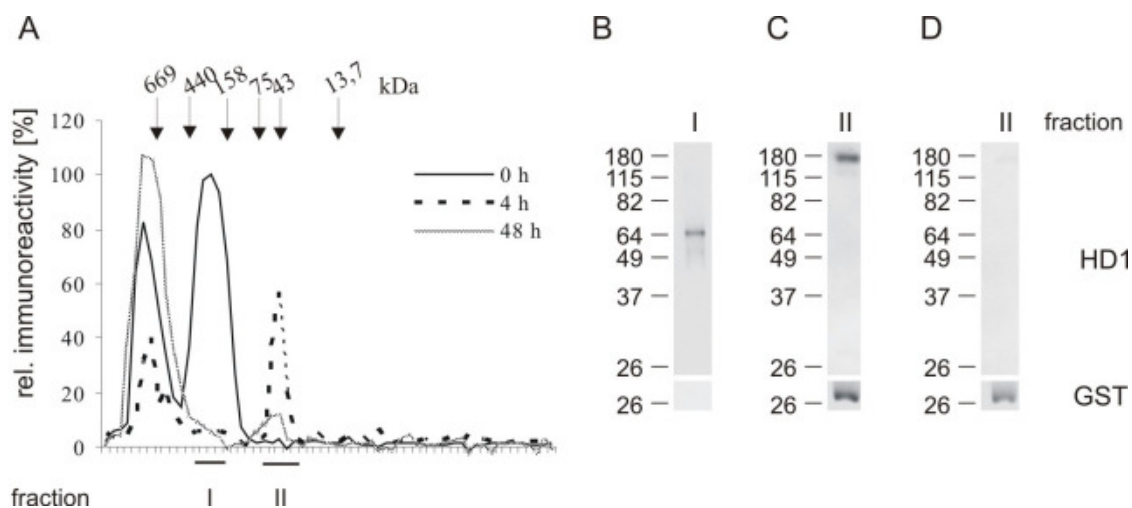 A
B
C
D
669 440 158 75 43 13,7 kDa
rel. immunoreactivity [%]
120
100
80
60
40
20
0
0 h
4 h
48 h
fraction I II
I
180
115
82
64
49
37
26
26
II
180
115
82
64
49
37
26
26
II fraction
180
115
82
64
49
37
26
26
HD1
GST